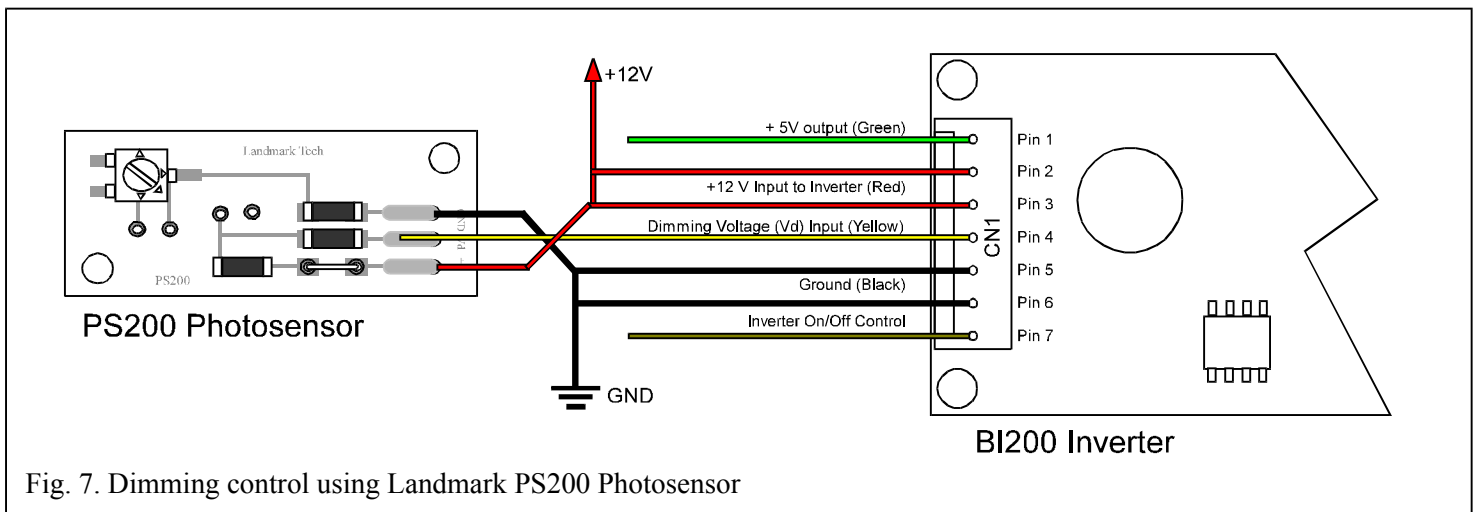 +12V
+ 5V output (Green)
Pin 1
Landmark Tech
Pin 2
+12 V Input to Inverter (Red)
Pin 3
Dimming Voltage (Vd) Input (Yellow)
Pin 4
CN1
GND
Pin 5
PS200
Ground (Black)
Pin 6
PS200 Photosensor
Inverter On/Off Control
Pin 7
GND
BI200 Inverter
Fig. 7. Dimming control using Landmark PS200 Photosensor